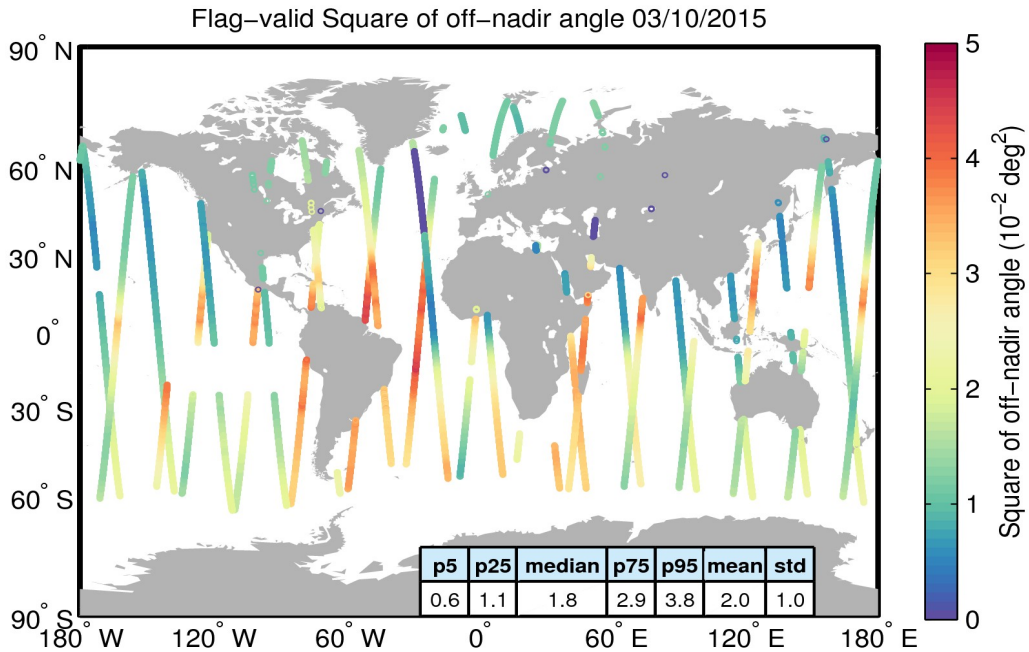 Flag−valid Square of off−nadir angle 03/10/2015
90° N
60° N
30° N
0°
30° S
60° S
90° S
180° W
120° W
60° W
0°
60° E
120° E
180° E
p5 p25 median p75 p95 mean std
0.6 1.1 1.8 2.9 3.8 2.0 1.0
5
4
3
2
1
0
Square of off−nadir angle (10⁻² deg²)